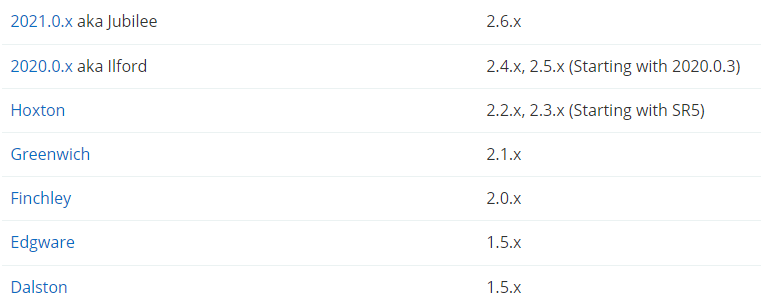 2021.0.x aka Jubilee 2.6.x
2020.0.x aka Ilford 2.4.x, 2.5.x (Starting with 2020.0.3)
Hoxton 2.2.x, 2.3.x (Starting with SR5)
Greenwich 2.1.x
Finchley 2.0.x
Edgware 1.5.x
Dalston 1.5.x